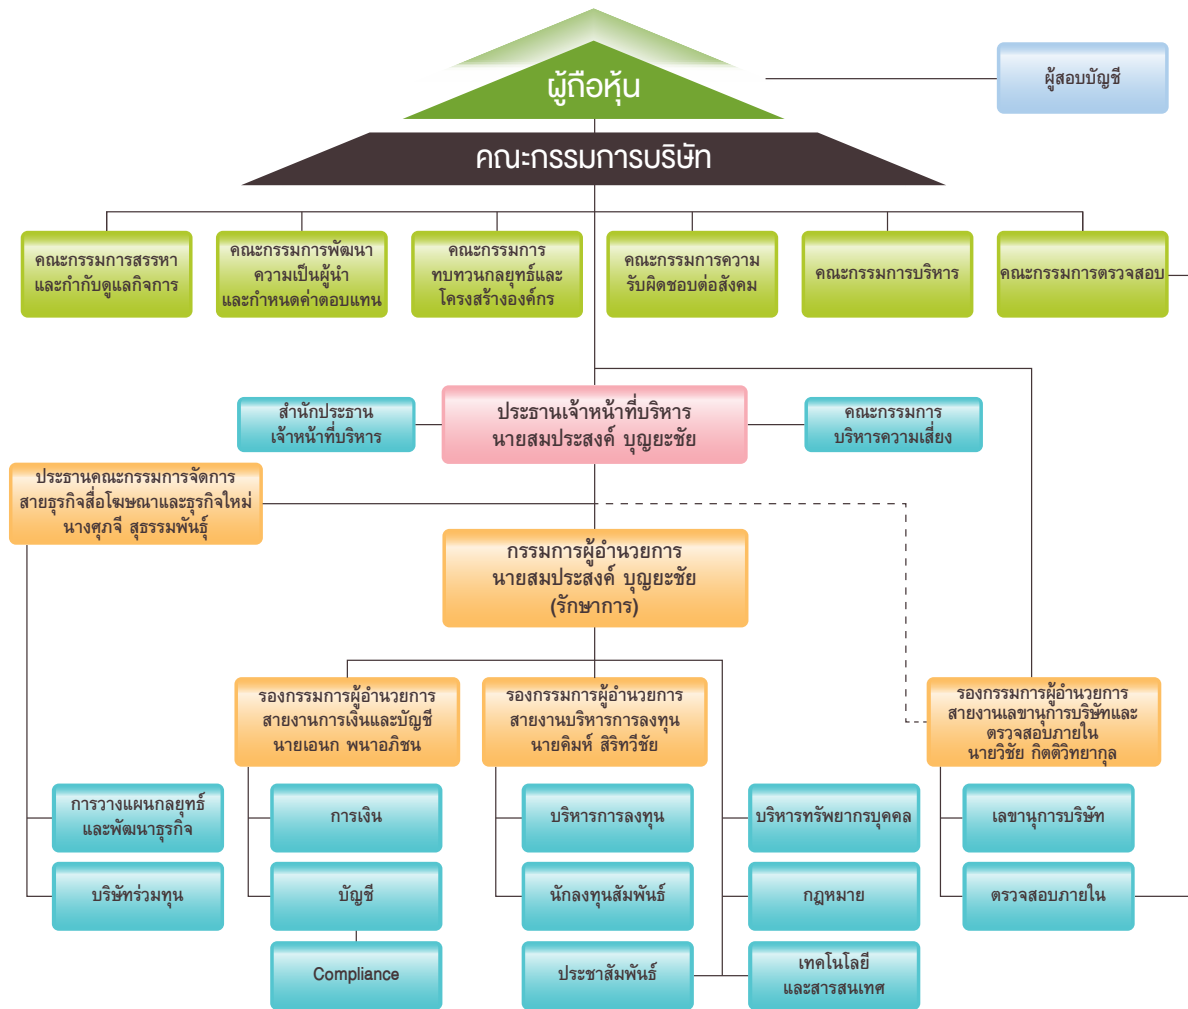 ผู้ถือหุ้น
ผู้สอบบัญชี
คณะกรรมการบริษัท
คณะกรรมการสรรหา
และกำกับดูแลกิจการ
คณะกรรมการพัฒนา
ความเป็นผู้นำ
และกำหนดค่าตอบแทน
คณะกรรมการ
ทบทวนกลยุทธ์และ
โครงสร้างองค์กร
คณะกรรมการความ
รับผิดชอบต่อสังคม
คณะกรรมการบริหาร
คณะกรรมการตรวจสอบ
สำนักประธาน
เจ้าหน้าที่บริหาร
ประธานเจ้าหน้าที่บริหาร
นายสมประสงค์ บุญยะชัย
คณะกรรมการ
บริหารความเสี่ยง
ประธานคณะกรรมการจัดการ
สายธุรกิจสื่อโฆษณาและธุรกิจใหม่
นางศุภจี สุธรรมพันธุ์
กรรมการผู้อำนวยการ
นายสมประสงค์ บุญยะชัย
(รักษาการ)
รองกรรมการผู้อำนวยการ
สายงานการเงินและบัญชี
นายเอนก พนาอภิชน
รองกรรมการผู้อำนวยการ
สายงานบริหารการลงทุน
นายคิมห์ สิริทวีชัย
รองกรรมการผู้อำนวยการ
สายงานเลขานุการบริษัทและ
ตรวจสอบภายใน
นายวิชัย กิตติวิทยากุล
การวางแผนกลยุทธ์
และพัฒนาธุรกิจ
การเงิน
บริหารการลงทุน
บริหารทรัพยากรบุคคล
เลขานุการบริษัท
บริษัทร่วมทุน
บัญชี
นักลงทุนสัมพันธ์
กฎหมาย
ตรวจสอบภายใน
Compliance
ประชาสัมพันธ์
เทคโนโลยี
และสารสนเทศ